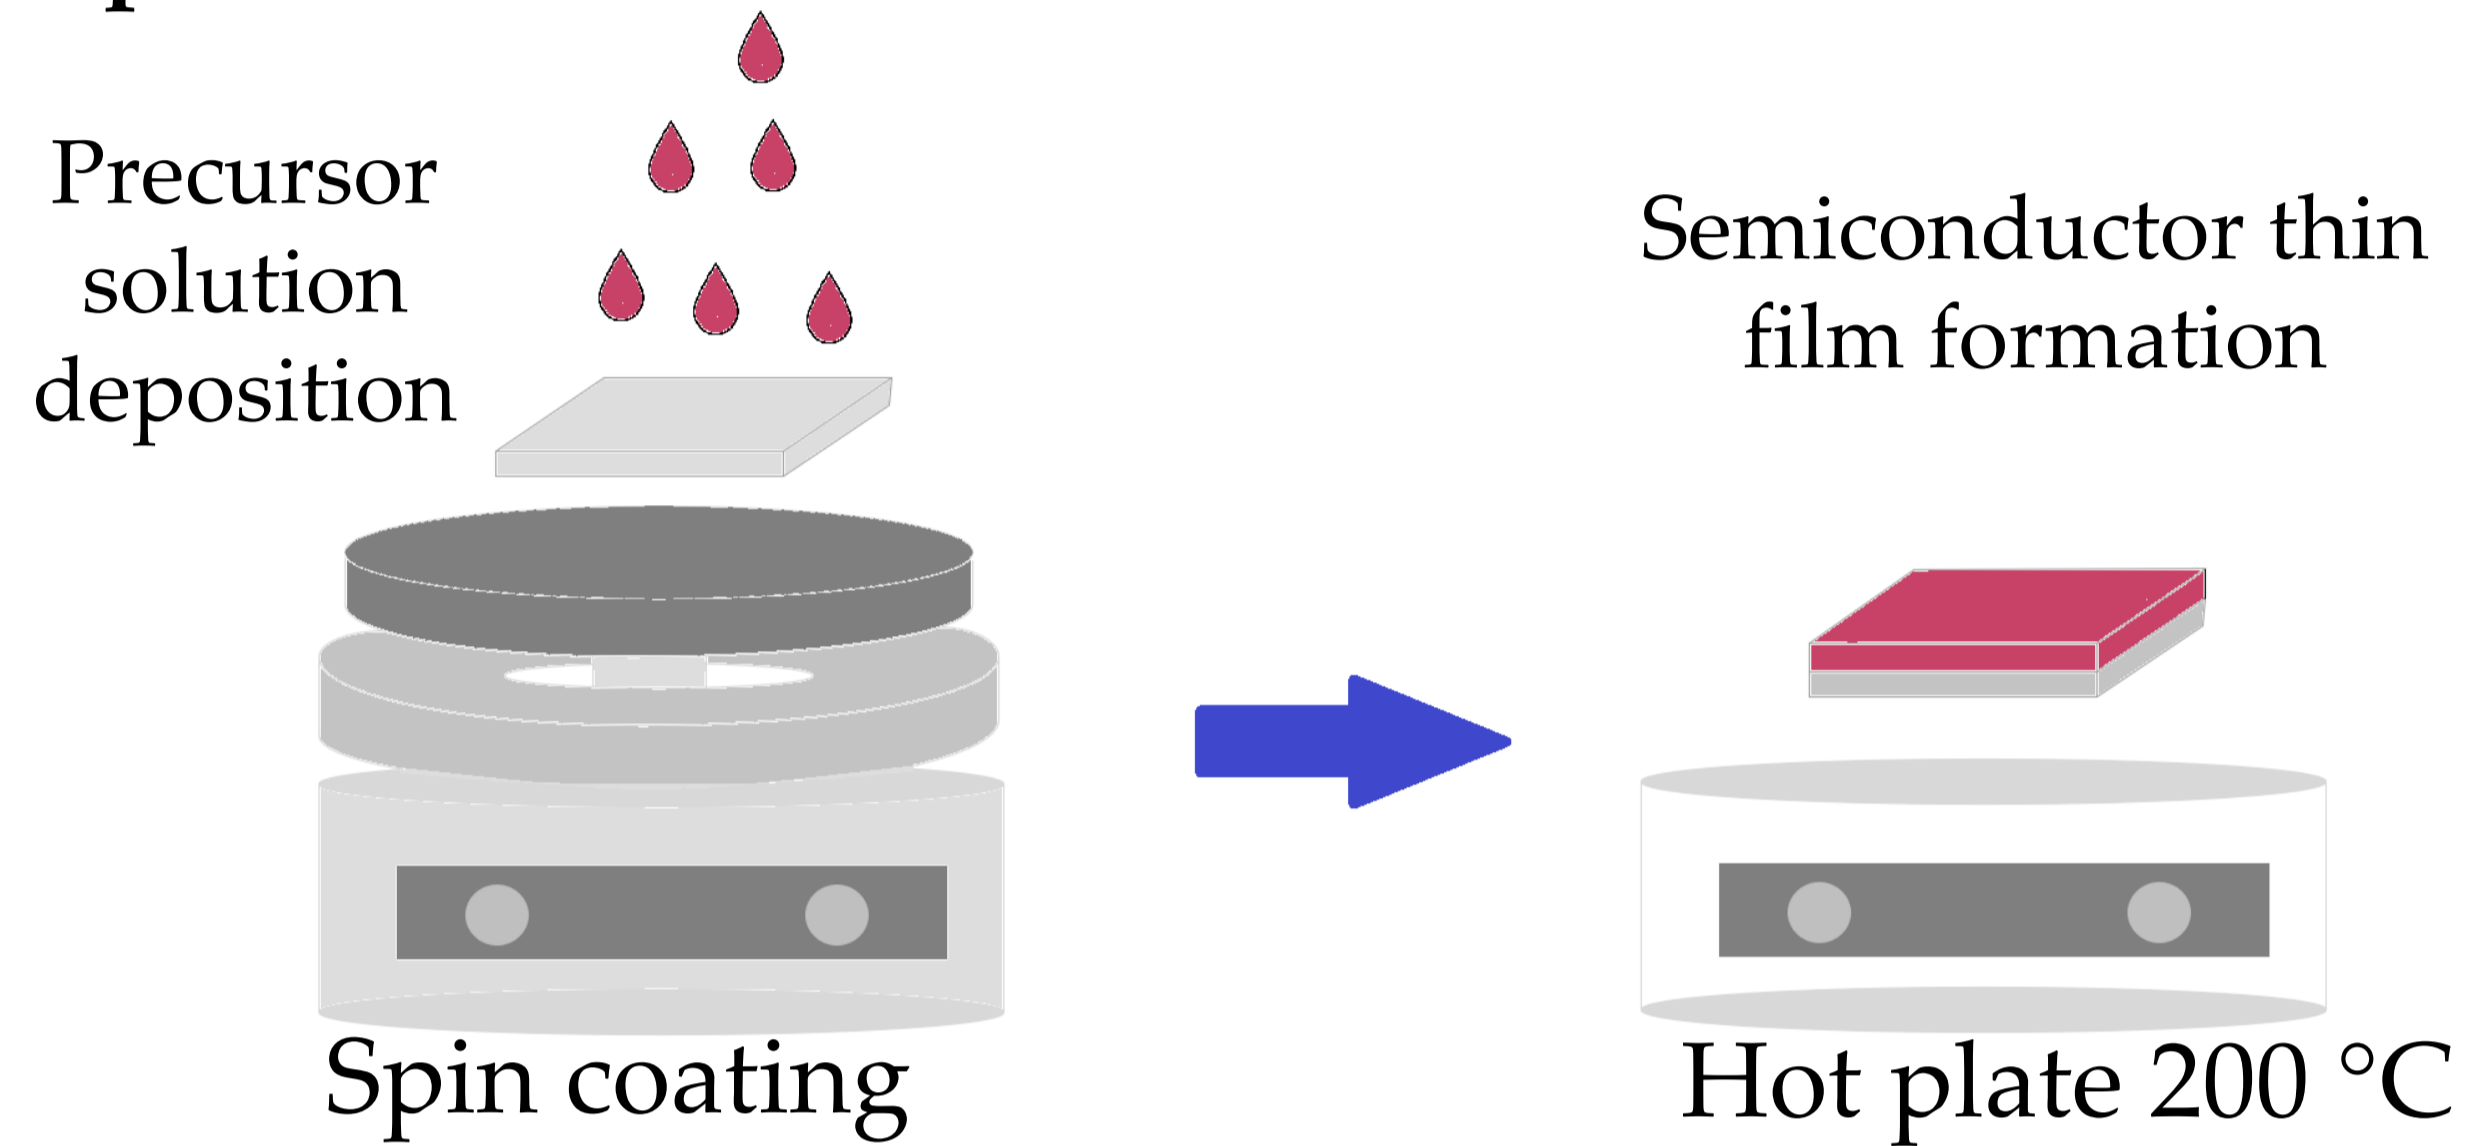 Precursor
solution
deposition
Semiconductor thin
film formation
Spin coating
Hot plate 200 °C